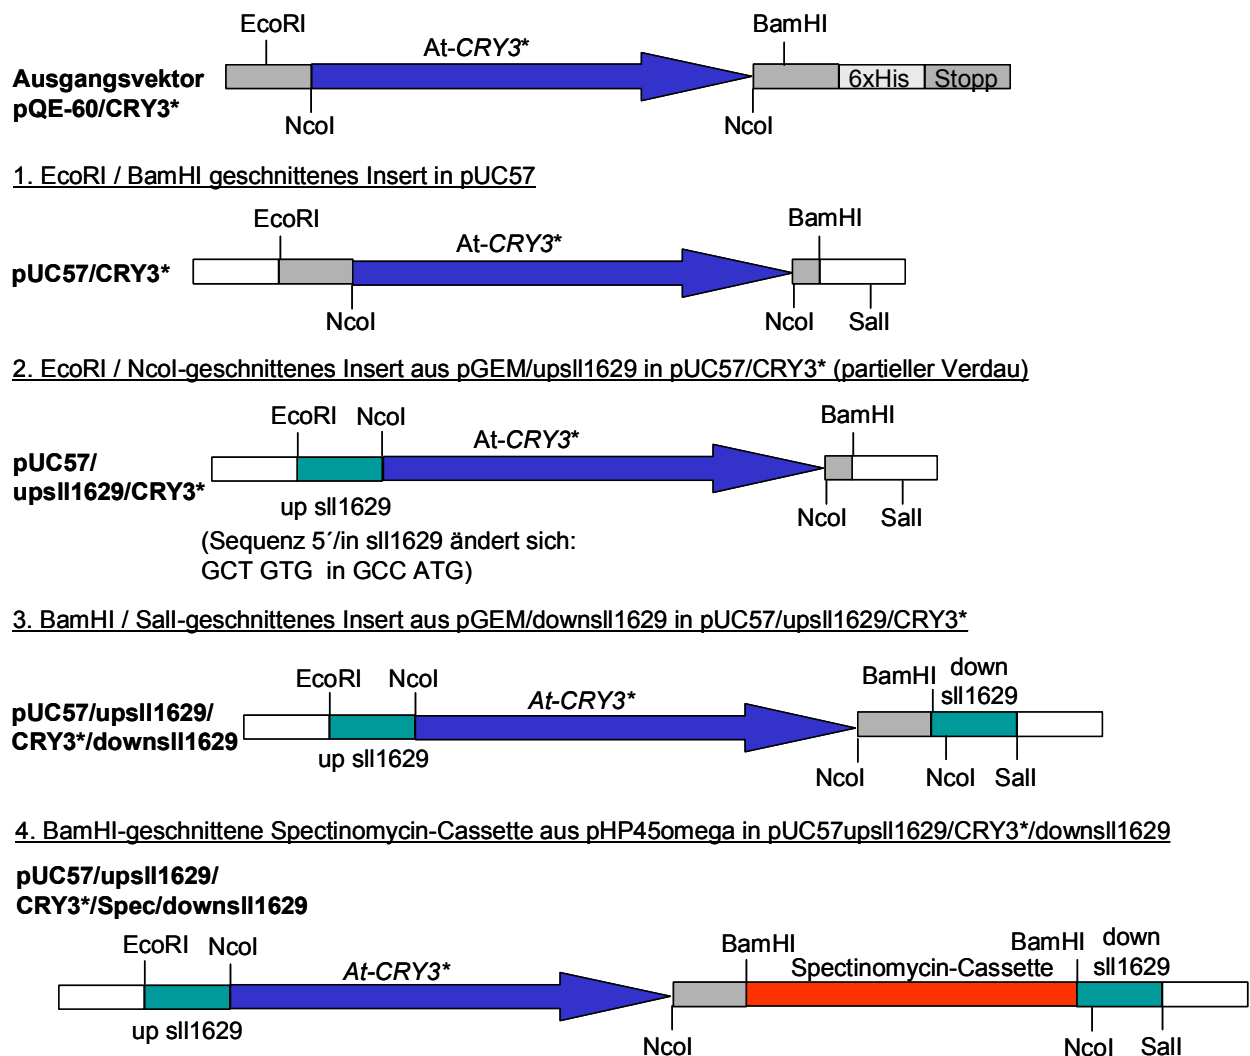 EcoRI
At-CRY3*
BamHI
Ausgangsvektor
pQE-60/CRY3*
6xHis
Stopp
NcoI
NcoI
1. EcoRI / BamHI geschnittenes Insert in pUC57
EcoRI
At-CRY3*
BamHI
pUC57/CRY3*
NcoI
NcoI
SalI
2. EcoRI / NcoI-geschnittenes Insert aus pGEM/upsll1629 in pUC57/CRY3* (partieller Verdau)
EcoRI
NcoI
At-CRY3*
BamHI
pUC57/
upsll1629/CRY3*
up sll1629
NcoI
SalI
(Sequenz 5´/in sll1629 ändert sich:
GCT GTG in GCC ATG)
3. BamHI / SalI-geschnittenes Insert aus pGEM/downsll1629 in pUC57/upsll1629/CRY3*
EcoRI
NcoI
At-CRY3*
BamHI
down
sll1629
pUC57/upsll1629/
CRY3*/downsll1629
up sll1629
NcoI
NcoI
SalI
4. BamHI-geschnittene Spectinomycin-Cassette aus pHP45omega in pUC57upsll1629/CRY3*/downsll1629
pUC57/upsll1629/
CRY3*/Spec/downsll1629
EcoRI
NcoI
At-CRY3*
BamHI
Spectinomycin-Cassette
BamHI
down
sll1629
up sll1629
NcoI
NcoI
SalI